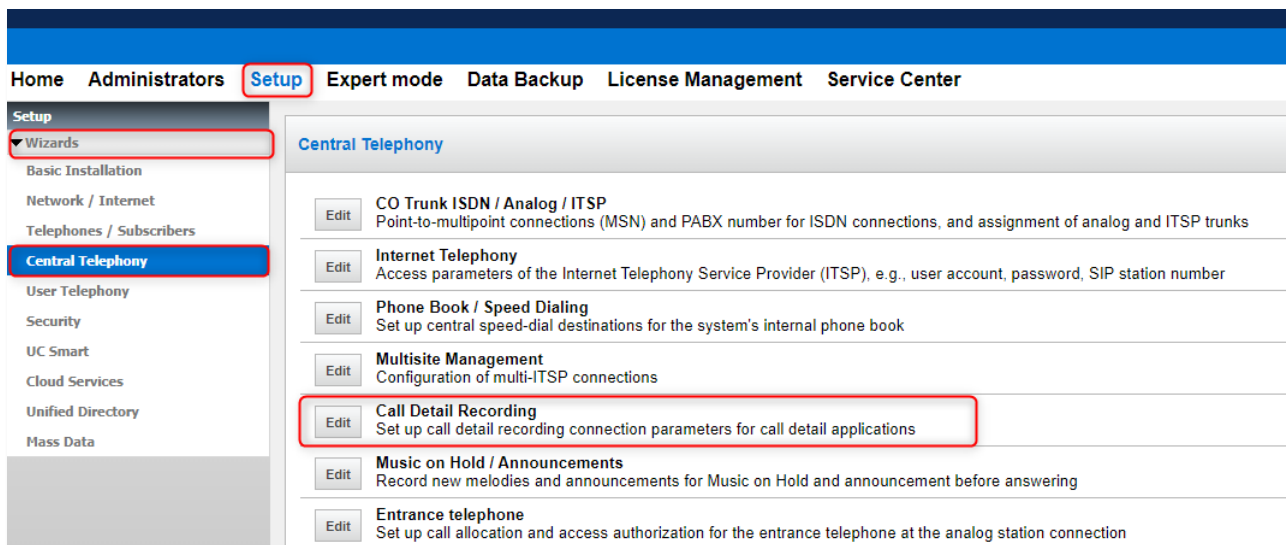 Home Administrators Setup Expert mode Data Backup License Management Service Center
Setup
Wizards
Basic Installation
Network / Internet
Telephones / Subscribers
Central Telephony
User Telephony
Security
UC Smart
Cloud Services
Unified Directory
Mass Data
Central Telephony
Edit
CO Trunk ISDN / Analog / ITSP
Point-to-multipoint connections (MSN) and PABX number for ISDN connections, and assignment of analog and ITSP trunks
Edit
Internet Telephony
Access parameters of the Internet Telephony Service Provider (ITSP), e.g., user account, password, SIP station number
Edit
Phone Book / Speed Dialing
Set up central speed-dial destinations for the system's internal phone book
Edit
Multisite Management
Configuration of multi-ITSP connections
Edit
Call Detail Recording
Set up call detail recording connection parameters for call detail applications
Edit
Music on Hold / Announcements
Record new melodies and announcements for Music on Hold and announcement before answering
Edit
Entrance telephone
Set up call allocation and access authorization for the entrance telephone at the analog station connection